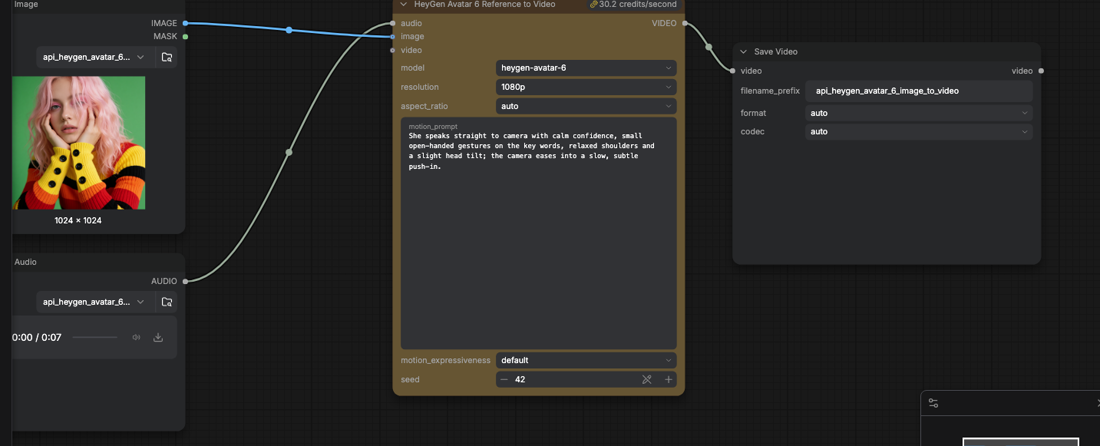 Image
IMAGE
MASK
api_heygen_avatar_6...
1024 × 1024
Audio
AUDIO
api_heygen_avatar_6...
0:00 / 0:07
HeyGen Avatar 6 Reference to Video
30.2 credits/second
audio
VIDEO
image
video
model
heygen-avatar-6
resolution
1080p
aspect_ratio
auto
motion_prompt
She speaks straight to camera with calm confidence, small
open-handed gestures on the key words, relaxed shoulders and
a slight head tilt; the camera eases into a slow, subtle
push-in.
motion_expressiveness
default
seed
42
Save Video
video
video
filename_prefix
api_heygen_avatar_6_image_to_video
format
auto
codec
auto